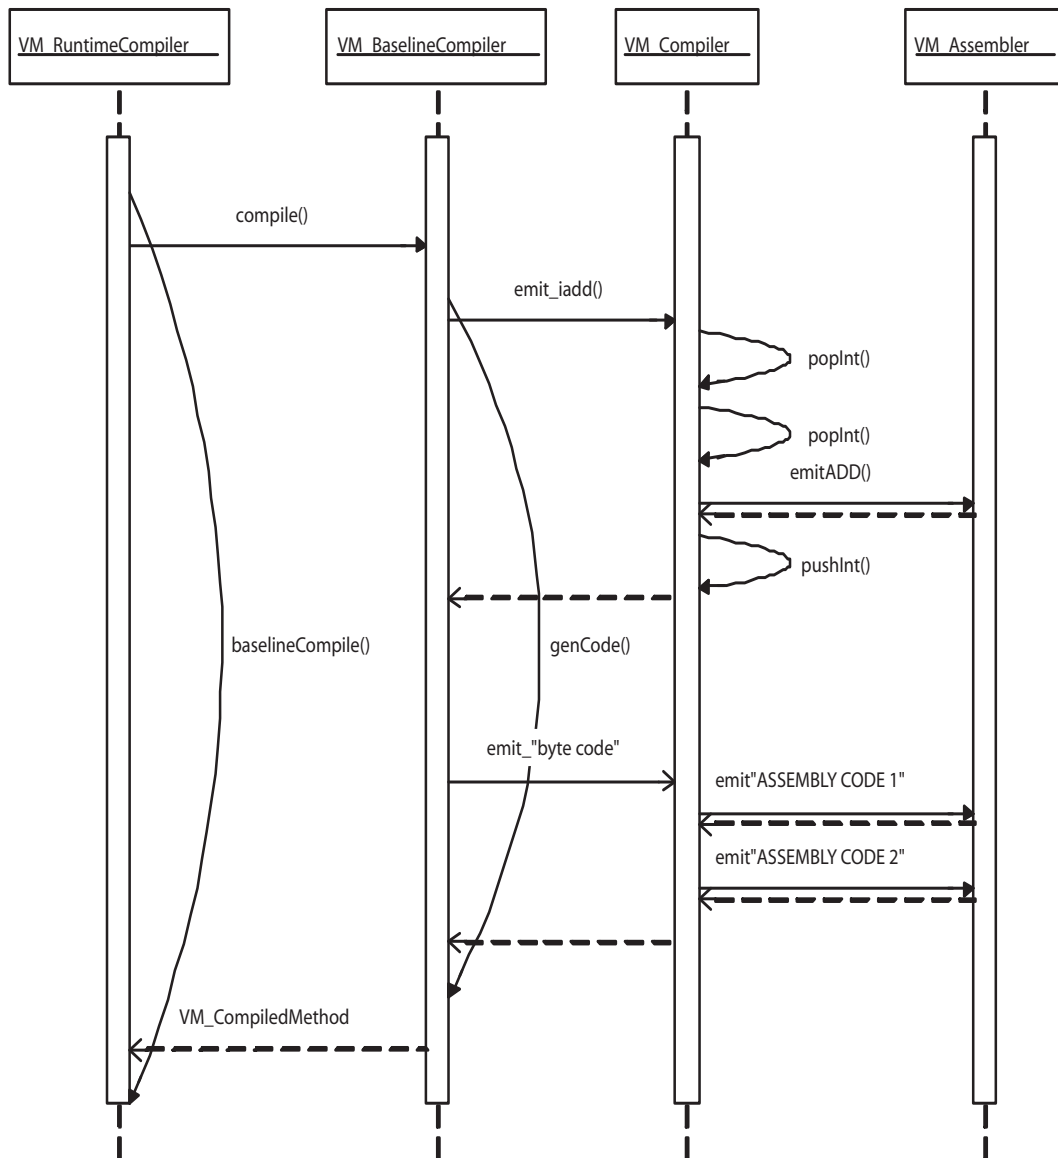 VM_RuntimeCompiler
VM_BaselineCompiler
VM_Compiler
VM_Assembler
compile()
emit_iadd()
popInt()
popInt()
emitADD()
pushInt()
baselineCompile()
genCode()
emit_"byte code"
emit"ASSEMBLY CODE 1"
emit"ASSEMBLY CODE 2"
VM_CompiledMethod